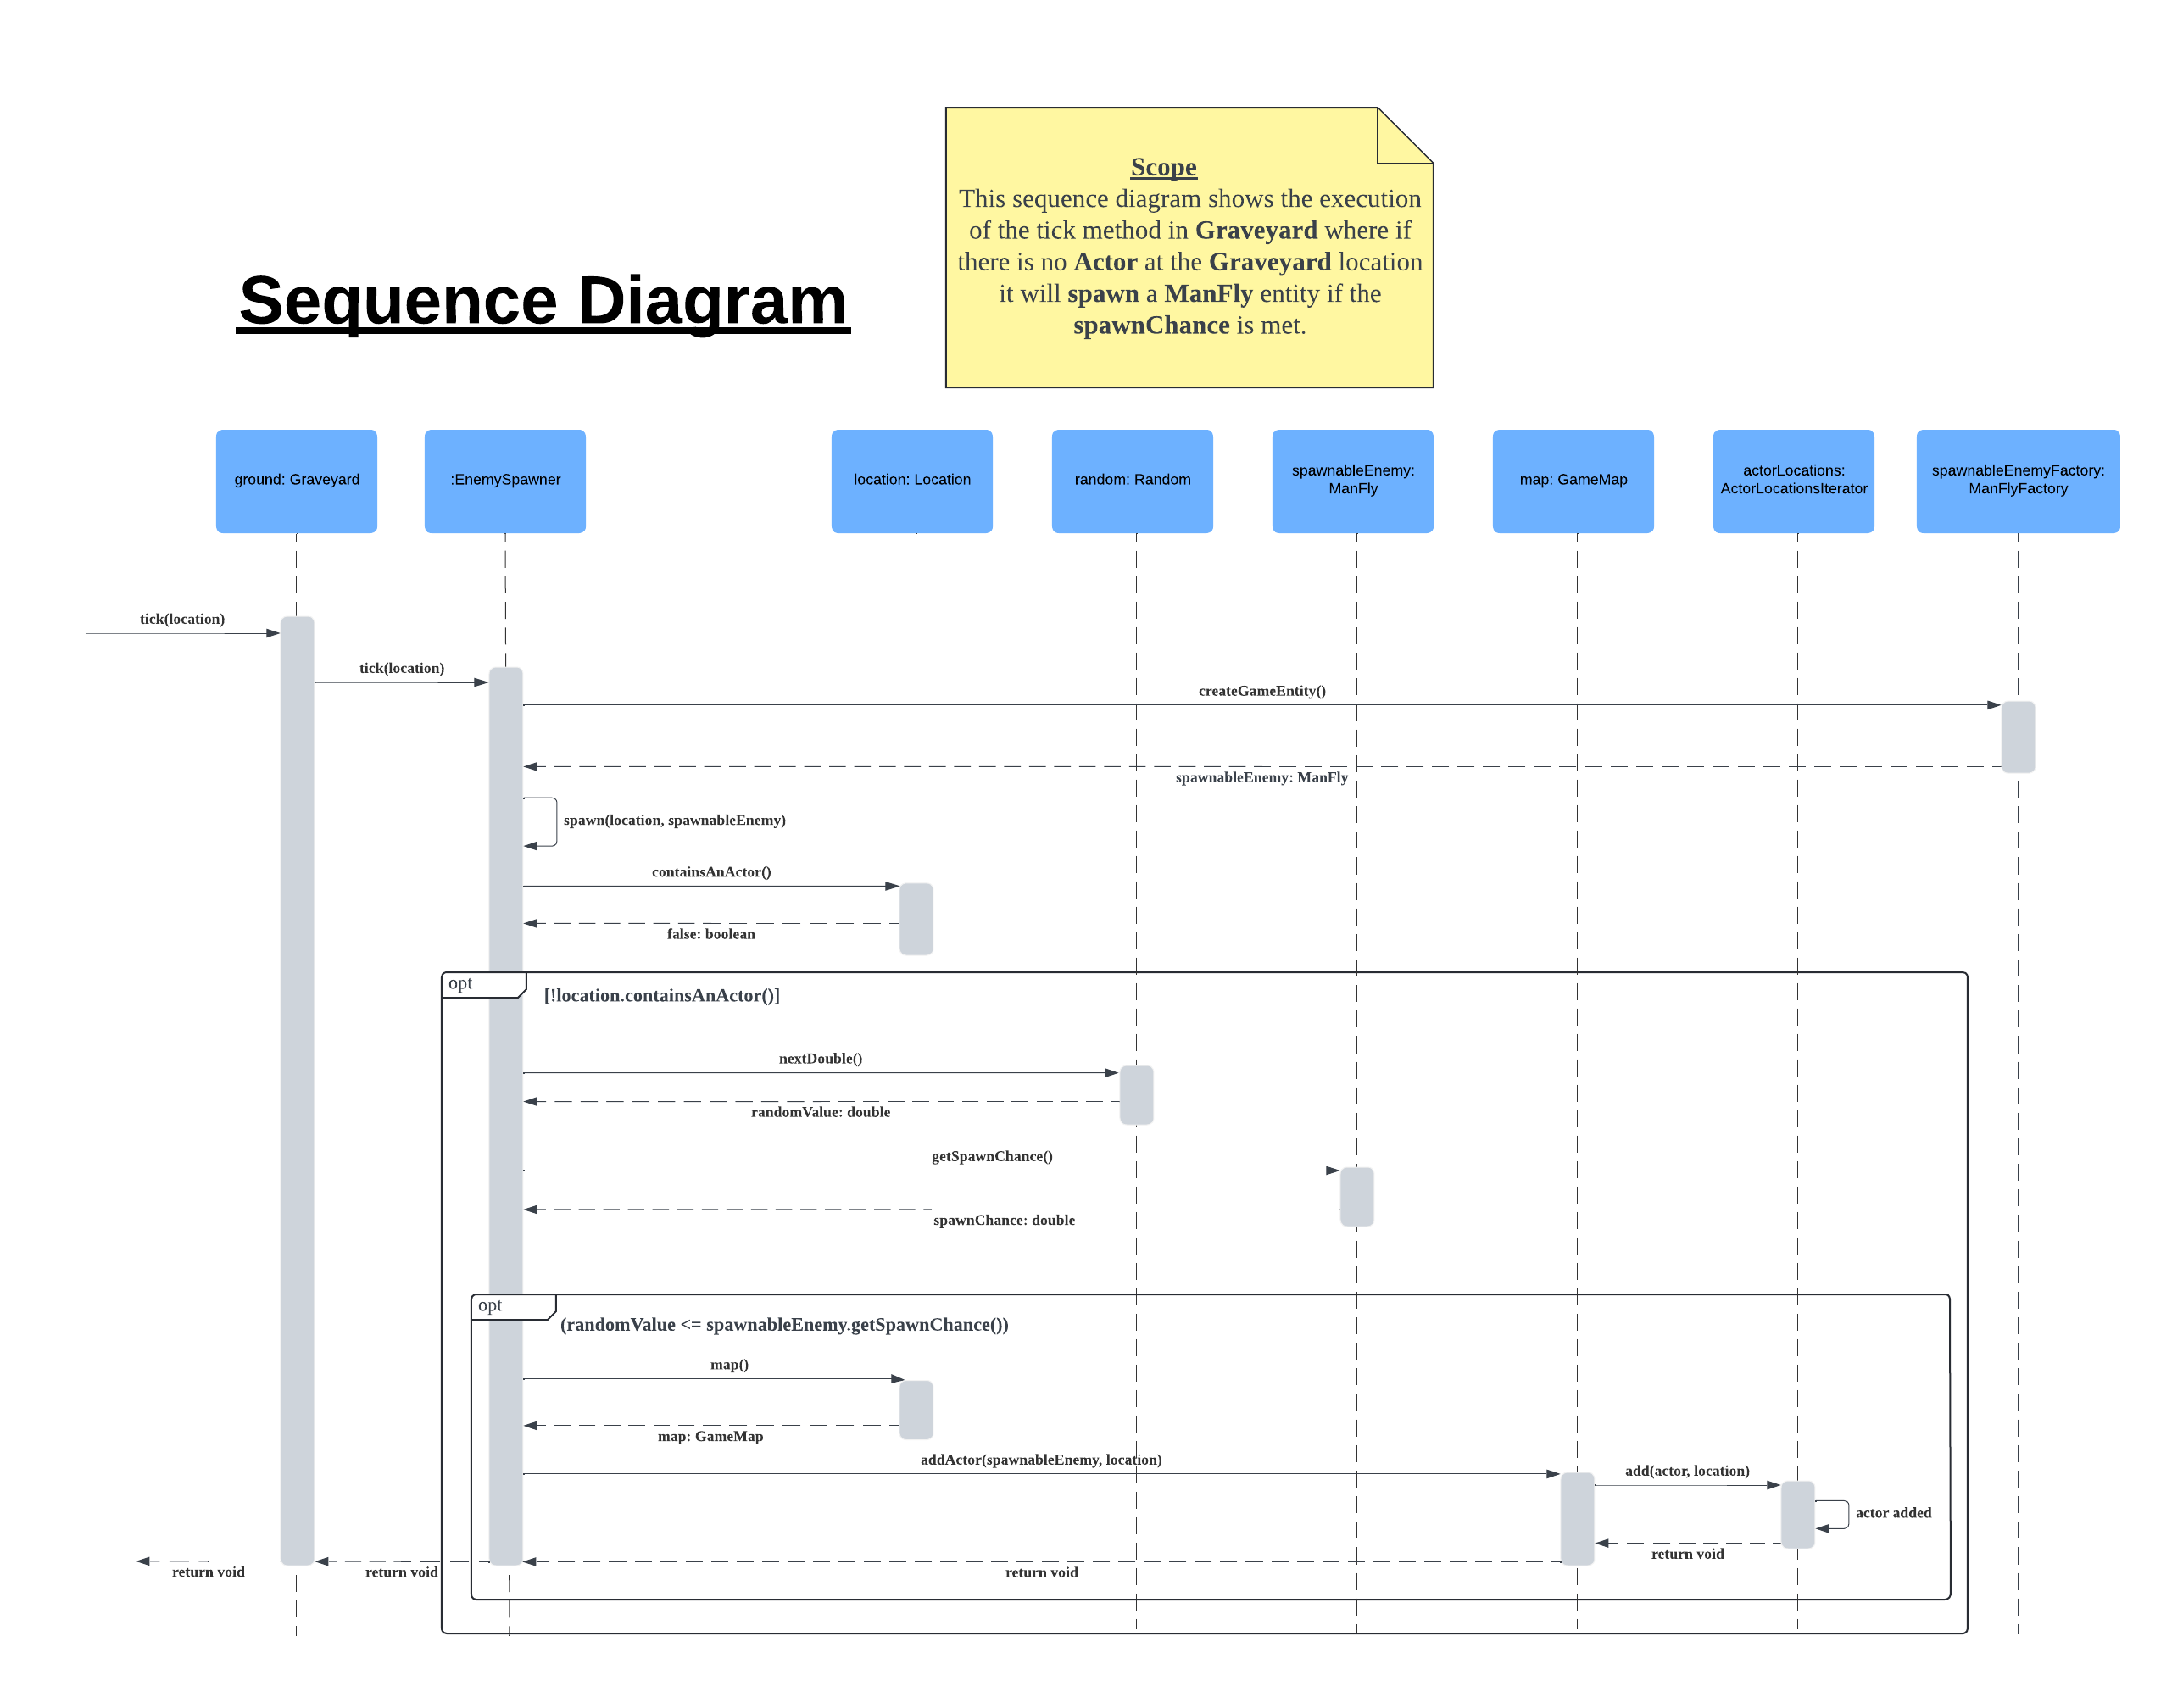 Scope
This sequence diagram shows the execution
of the tick method in Graveyard where if
there is no Actor at the Graveyard location
it will spawn a ManFly entity if the
spawnChance is met.
Sequence Diagram
ground: Graveyard
:EnemySpawner
location: Location
random: Random
spawnableEnemy:
ManFly
map: GameMap
actorLocations:
ActorLocationsIterator
spawnableEnemyFactory:
ManFlyFactory
tick(location)
tick(location)
createGameEntity()
spawnableEnemy: ManFly
spawn(location, spawnableEnemy)
containsAnActor()
false: boolean
opt
[!location.containsAnActor()]
nextDouble()
randomValue: double
getSpawnChance()
spawnChance: double
opt
(randomValue <= spawnableEnemy.getSpawnChance())
map()
map: GameMap
addActor(spawnableEnemy, location)
add(actor, location)
actor added
return void
return void
return void
return void